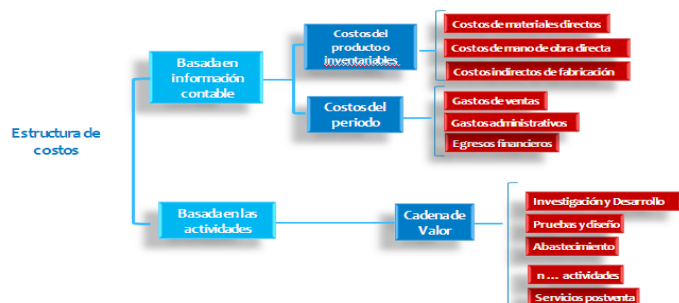 Estructura de
costos
Basada en
información
contable
Costos del
producto o
inventariables
Costos de materiales directos
Costos de mano de obra directa
Costos indirectos de fabricación
Costos del
periodo
Gastos de ventas
Gastos administrativos
Egresos financieros
Basada en las
actividades
Cadena de
Valor
Investigación y Desarrollo
Pruebas y diseño
Abastecimiento
n ... actividades
Servicios postventa